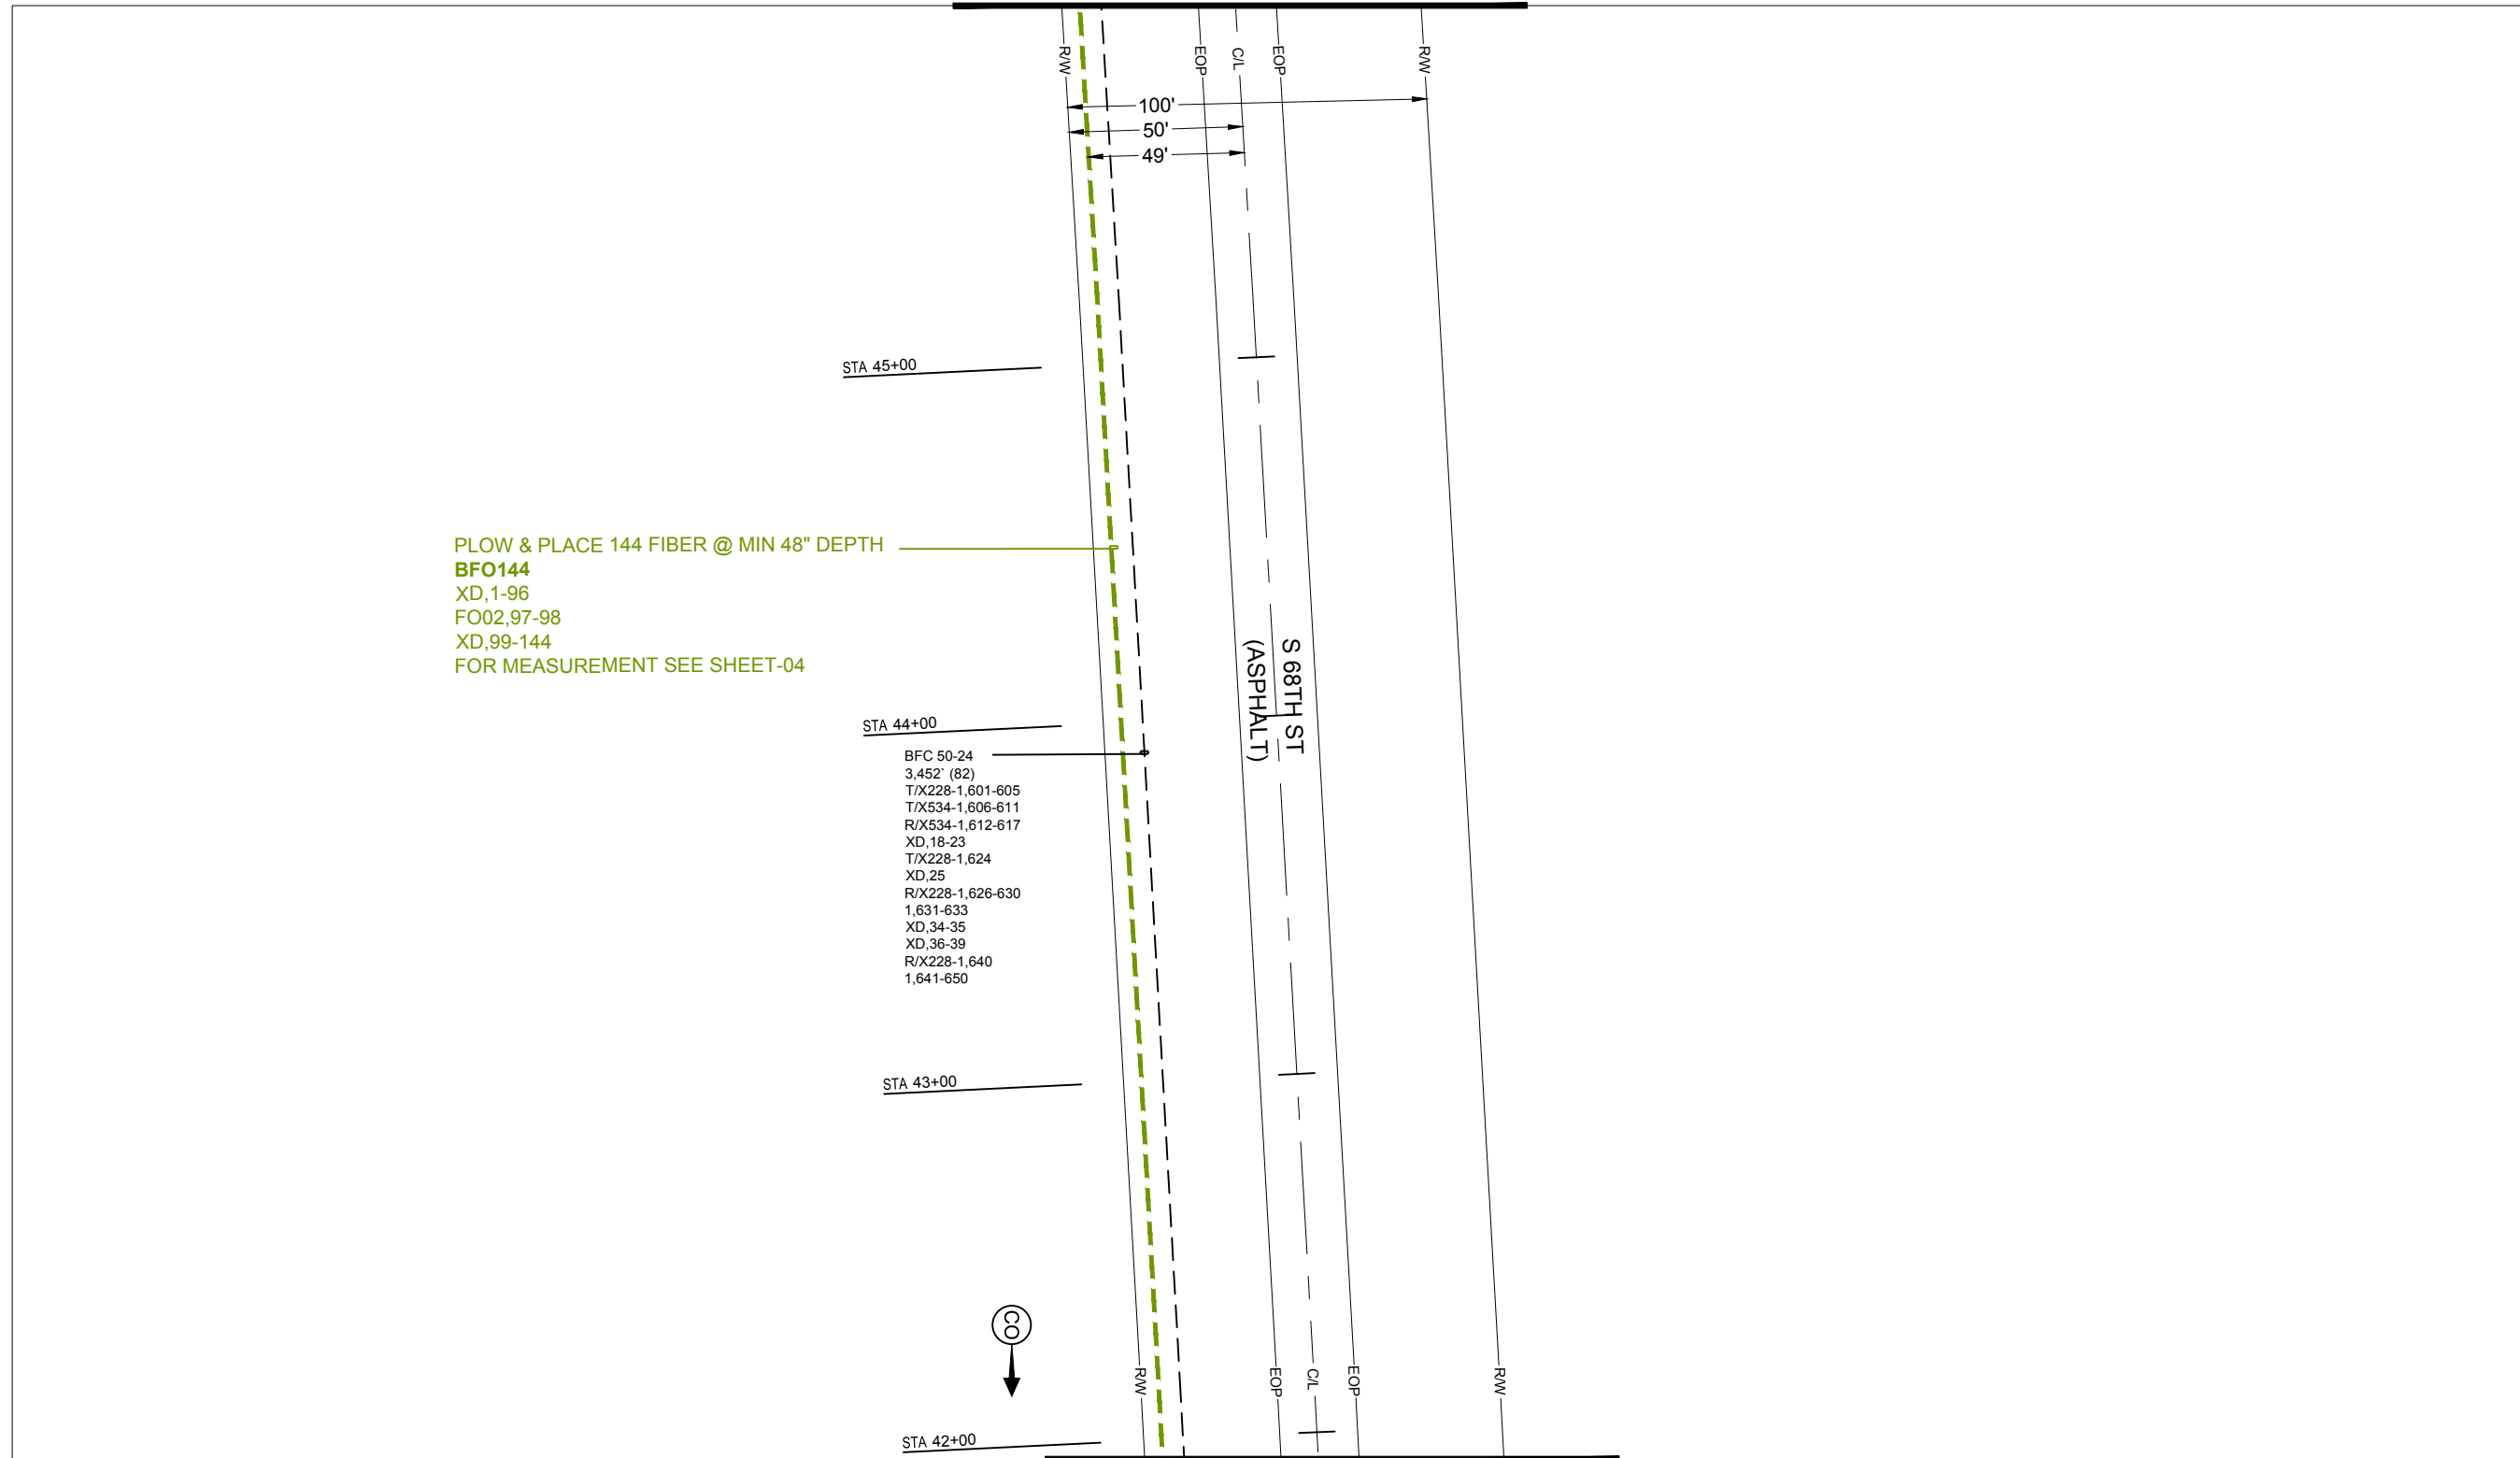 R/W
EOP
C/L
EOP
R/W
100'
50'
49'
STA 45+00
PLOW & PLACE 144 FIBER @ MIN 48" DEPTH
BFO144
XD,1-96
FO02,97-98
XD,99-144
FOR MEASUREMENT SEE SHEET-04
S 68TH ST
(ASPHALT)
STA 44+00
BFC 50-24
3,452` (82)
T/X228-1,601-605
T/X534-1,606-611
R/X534-1,612-617
XD,18-23
T/X228-1,624
XD,25
R/X228-1,626-630
1,631-633
XD,34-35
XD,36-39
R/X228-1,640
1,641-650
STA 43+00
CO
R/W
EOP
C/L
EOP
R/W
STA 42+00